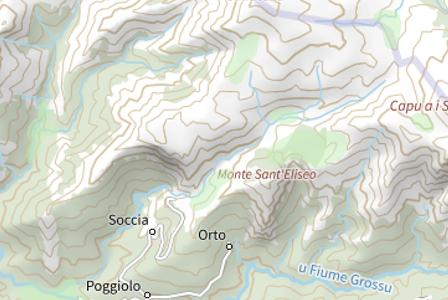 Capu a i S
Monte Sant'Eliseo
Soccia
Orto
u Fiume Grossu
Poggiolo